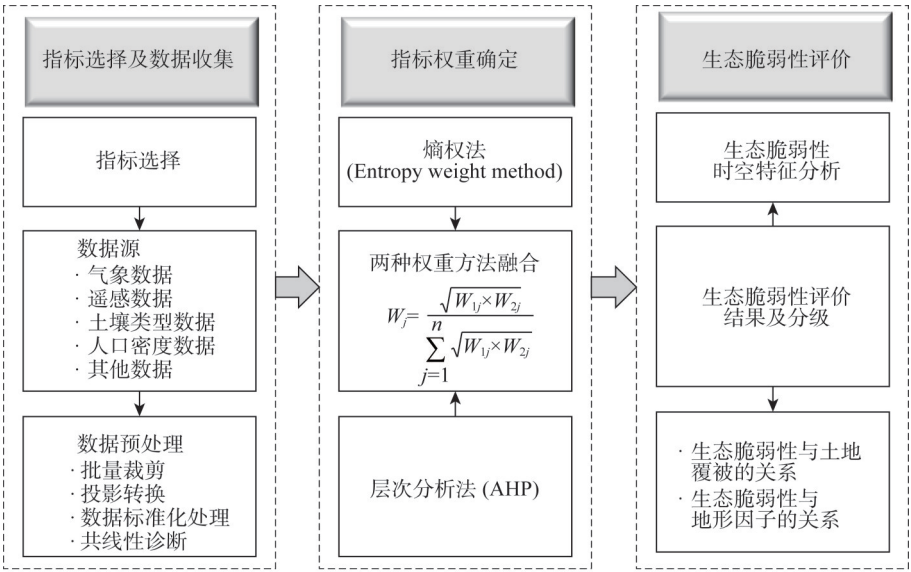 指标选择及数据收集
指标选择
数据源
· 气象数据
· 遥感数据
· 土壤类型数据
· 人口密度数据
· 其他数据
数据预处理
· 批量裁剪
· 投影转换
· 数据标准化处理
· 共线性诊断
指标权重确定
熵权法
(Entropy weight method)
两种权重方法融合
Wj= √(W1j×W2j) / ∑(j=1, n) √(W1j×W2j)
层次分析法 (AHP)
生态脆弱性评价
生态脆弱性
时空特征分析
生态脆弱性评价
结果及分级
· 生态脆弱性与土地
覆被的关系
· 生态脆弱性与
地形因子的关系